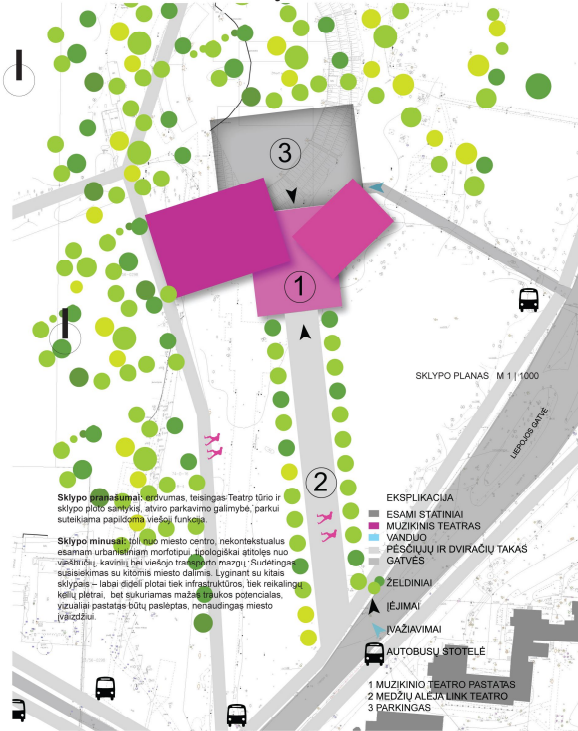 3
1
SKLYPO PLANAS M 1 | 1000
LIEPOJOS GATVĖ
2
Sklypo pranašumai: erdvumas, teisingas Teatro tūrio ir
sklypo ploto santykis, atviro parkavimo galimybė, parkui
suteikiama papildoma viešoji funkcija.
Sklypo minusai: toli nuo miesto centro, nekontekstualus
esamam urbanistiniam morfotipui, tipologiškai atitolęs nuo
viešbučių, kavinių bei viešojo transporto mazgų. Sudėtingas
susisiekimas su kitomis miesto dalimis. Lyginant su kitais
sklypais – labai dideli plotai tiek infrastruktūros, tiek reikalingų
kelių plėtrai, bet sukuriamas mažas traukos potencialas,
vizualiai pastatas būtų paslėptas, nenaudingas miesto
įvaizdžiui.
EKSPLIKACIJA
ESAMI STATINIAI
MUZIKINIS TEATRAS
VANDUO
PĖSČIŲJŲ IR DVIRAČIŲ TAKAS
GATVĖS
ŽELDINIAI
ĮĖJIMAI
ĮVAŽIAVIMAI
AUTOBUSŲ STOTELĖ
1 MUZIKINIO TEATRO PASTATAS
2 MEDŽIŲ ALĖJA LINK TEATRO
3 PARKINGAS